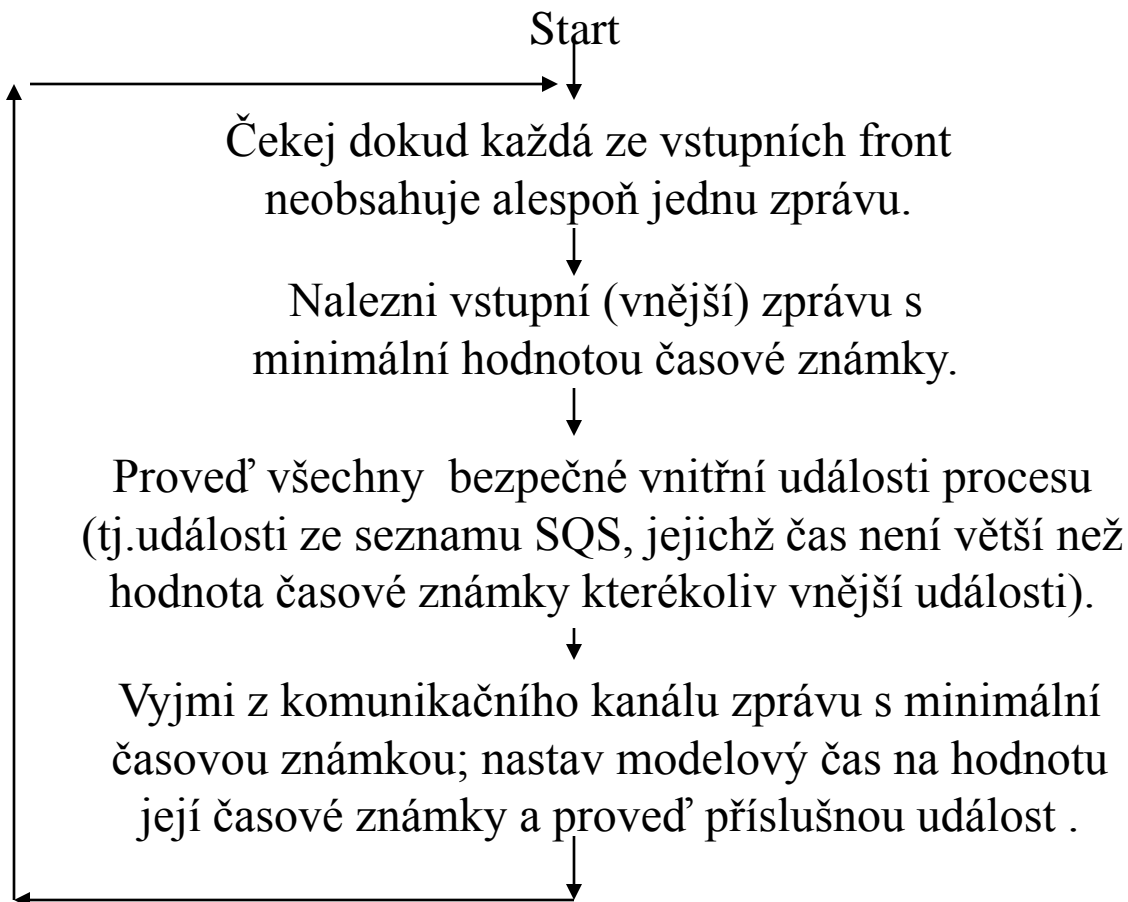 Start
Čekej dokud každá ze vstupních front
neobsahuje alespoň jednu zprávu.
Nalezni vstupní (vnější) zprávu s
minimální hodnotou časové známky.
Proveď všechny bezpečné vnitřní události procesu
(tj.události ze seznamu SQS, jejichž čas není větší než
hodnota časové známky kterékoliv vnější události).
Vyjmi z komunikačního kanálu zprávu s minimální
časovou známkou; nastav modelový čas na hodnotu
její časové známky a proveď příslušnou událost .